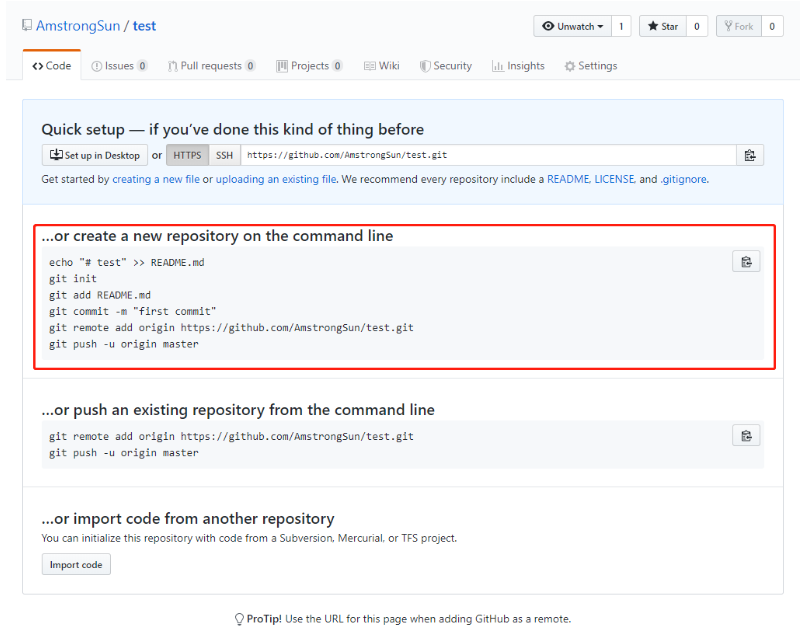 AmstrongSun / test
Unwatch 1 Star 0 Fork 0
Code Issues 0 Pull requests 0 Projects 0 Wiki Security Insights Settings
Quick setup — if you’ve done this kind of thing before
Set up in Desktop or HTTPS SSH https://github.com/AmstrongSun/test.git
Get started by creating a new file or uploading an existing file. We recommend every repository include a README, LICENSE, and .gitignore.
…or create a new repository on the command line
echo "# test" >> README.md
git init
git add README.md
git commit -m "first commit"
git remote add origin https://github.com/AmstrongSun/test.git
git push -u origin master
…or push an existing repository from the command line
git remote add origin https://github.com/AmstrongSun/test.git
git push -u origin master
…or import code from another repository
You can initialize this repository with code from a Subversion, Mercurial, or TFS project.
Import code
ProTip! Use the URL for this page when adding GitHub as a remote.